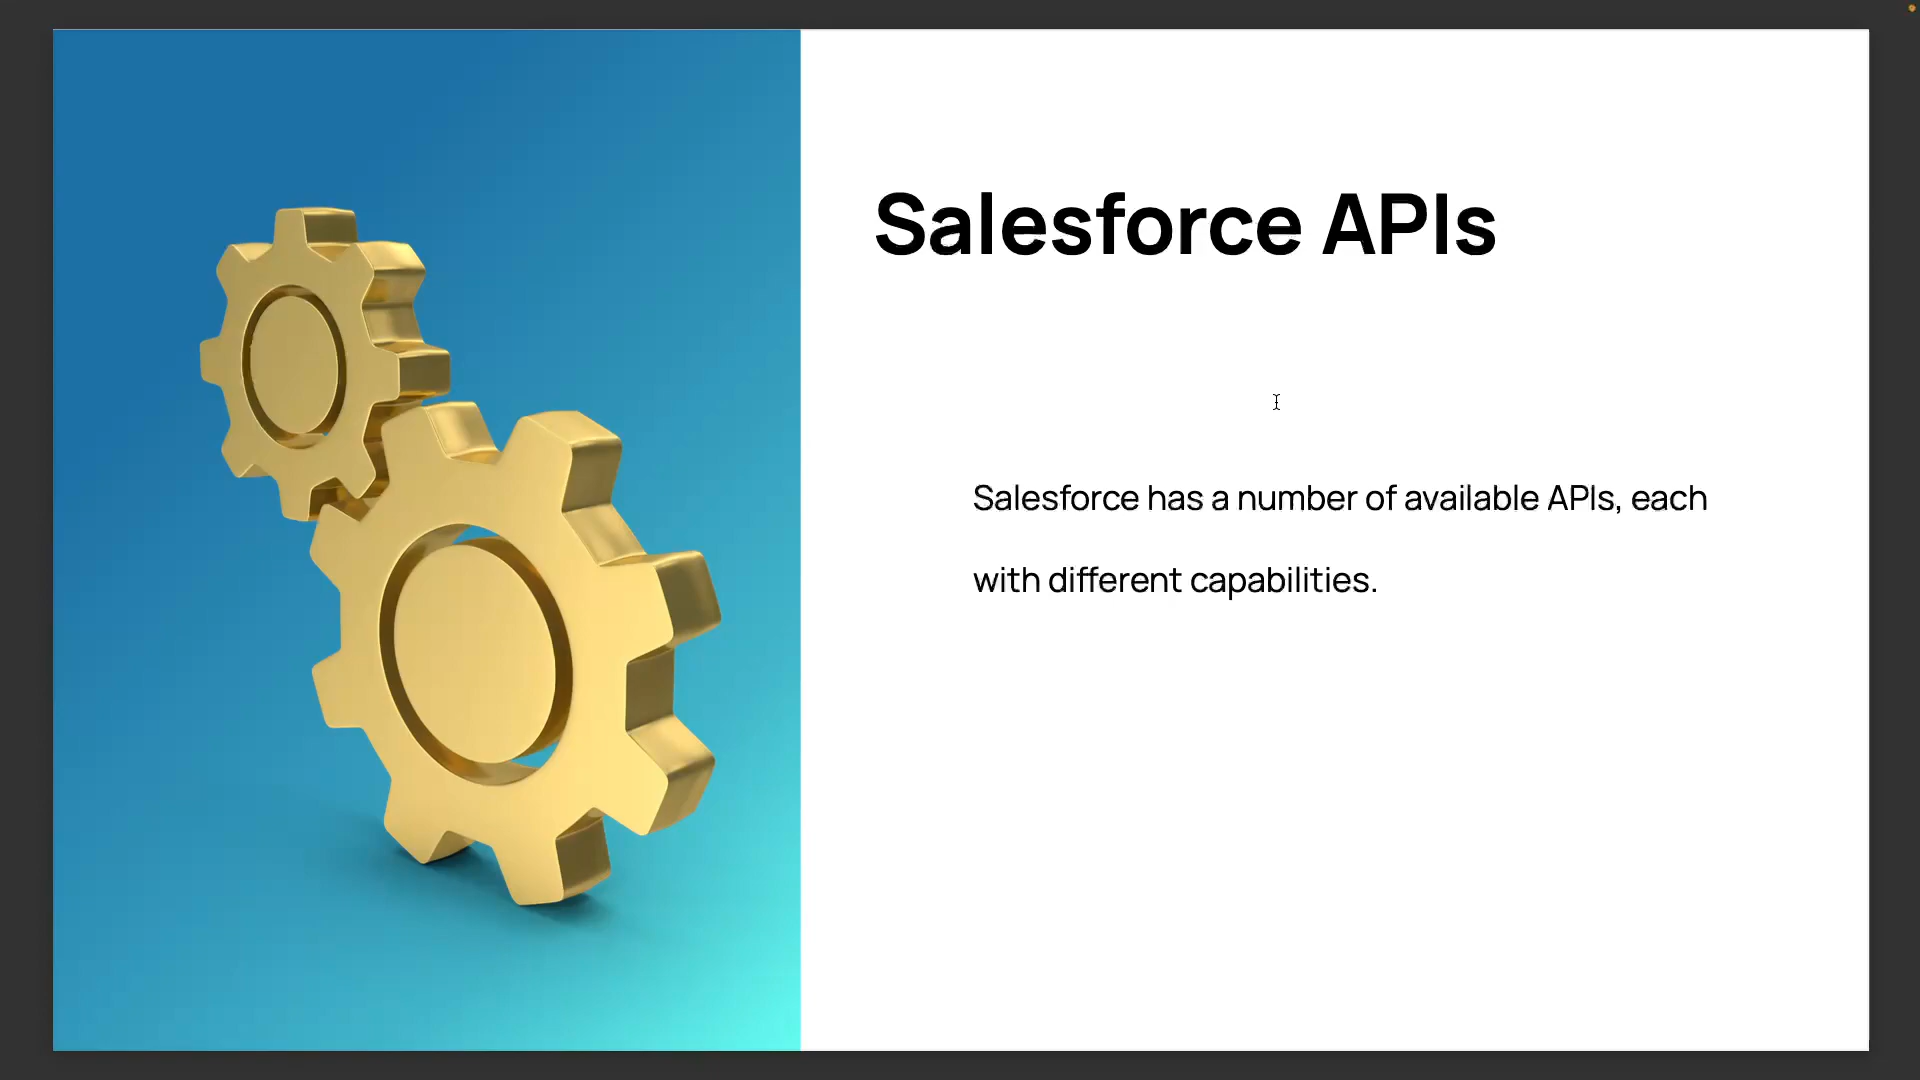 Salesforce APIs
Salesforce has a number of available APIs, each
with different capabilities.